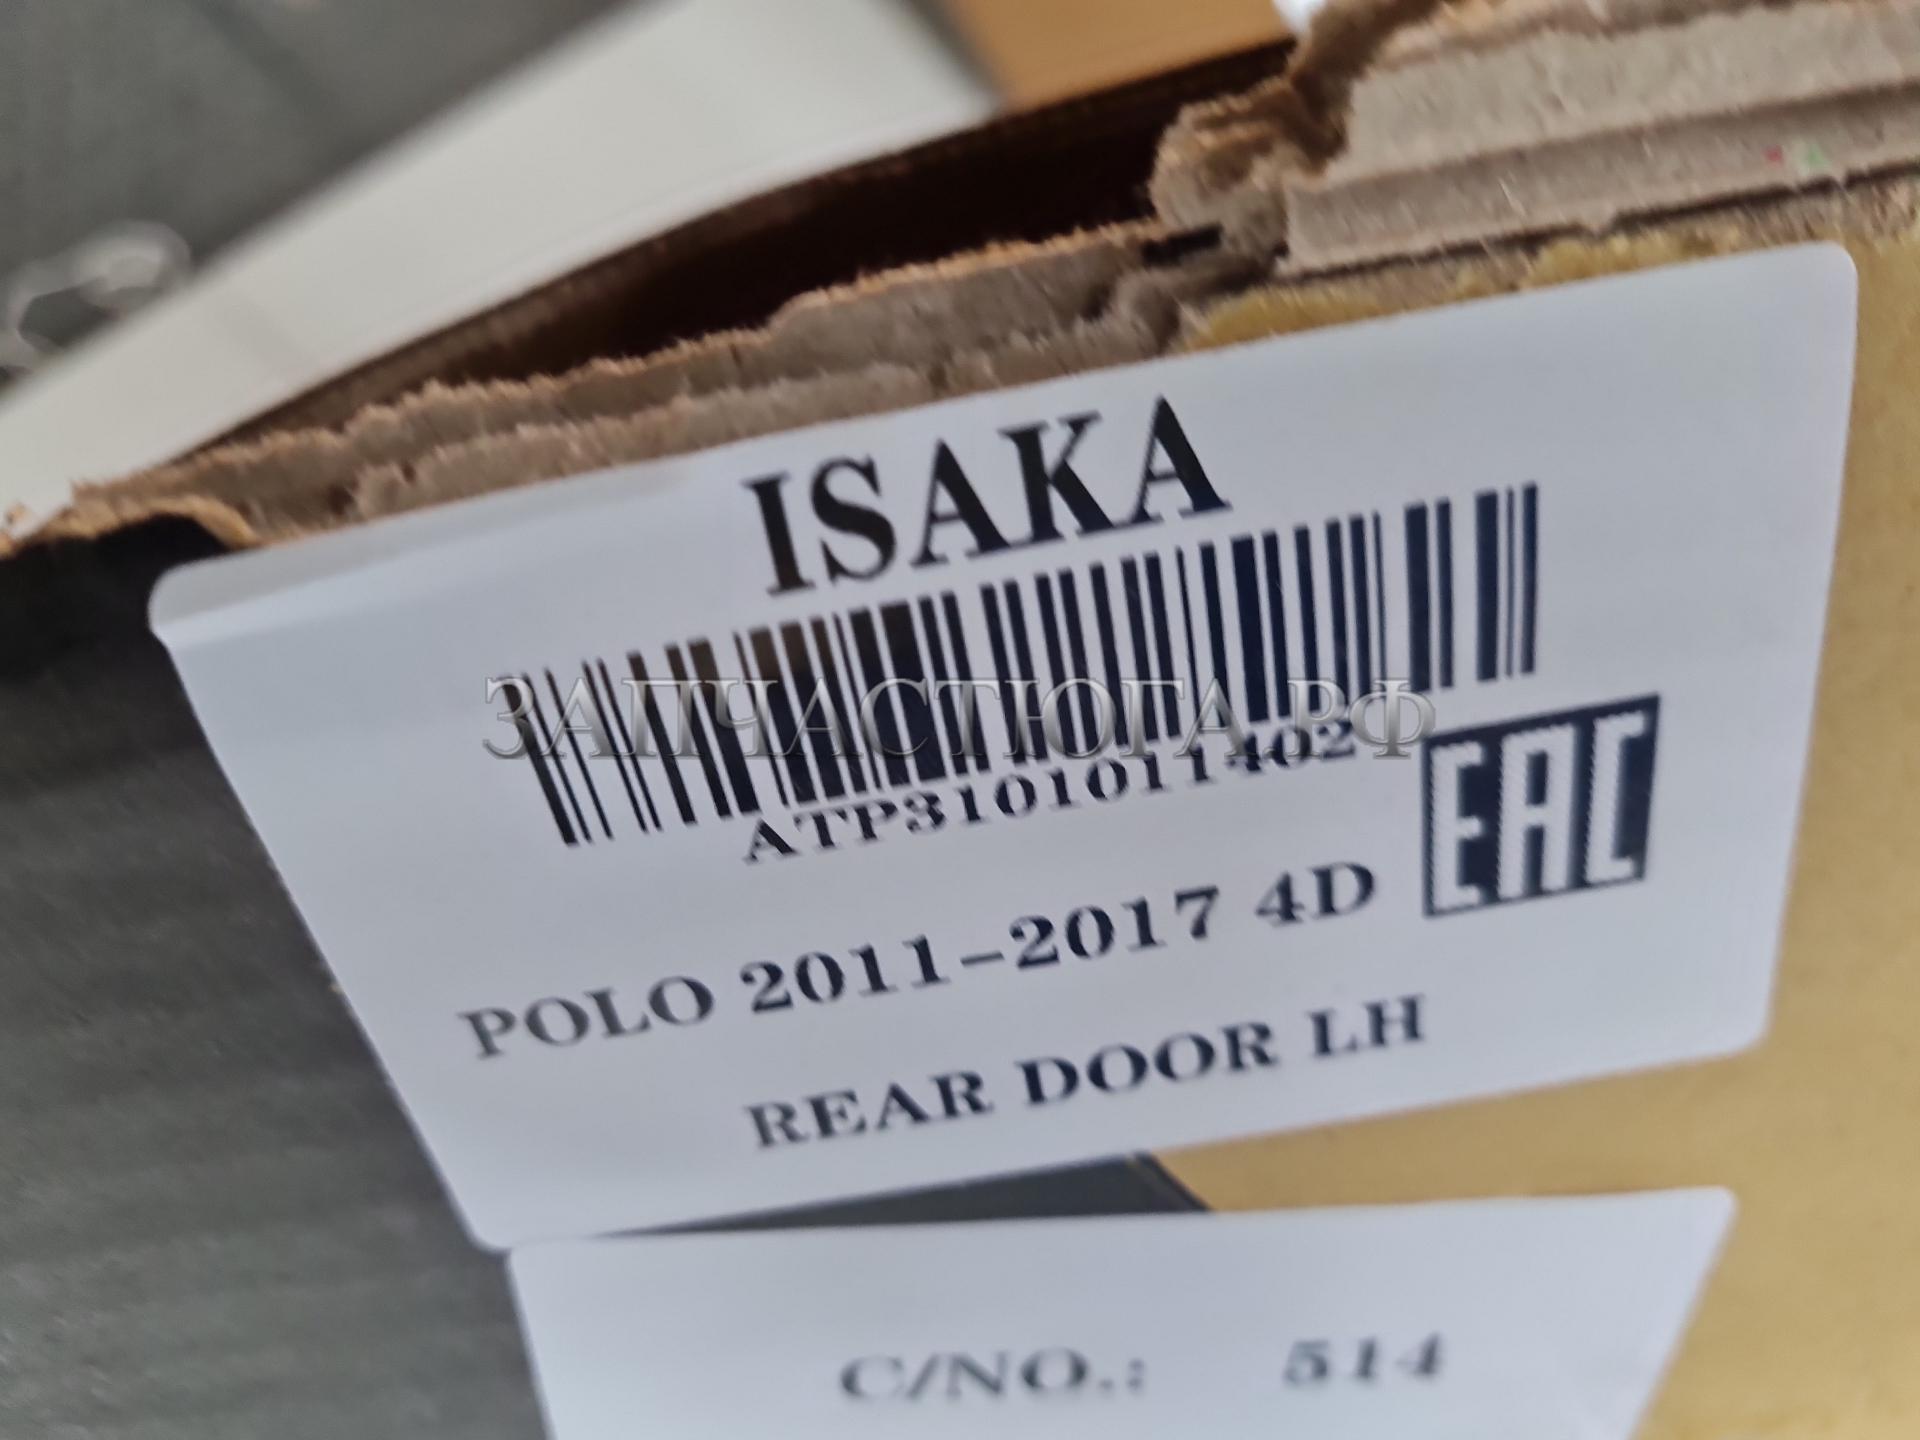 ISAKA
ЗАПЧАСТЮГА.РФ
ATP3101011402
EAC
POLO 2011-2017 4D
REAR DOOR LH
C/NO.: 514